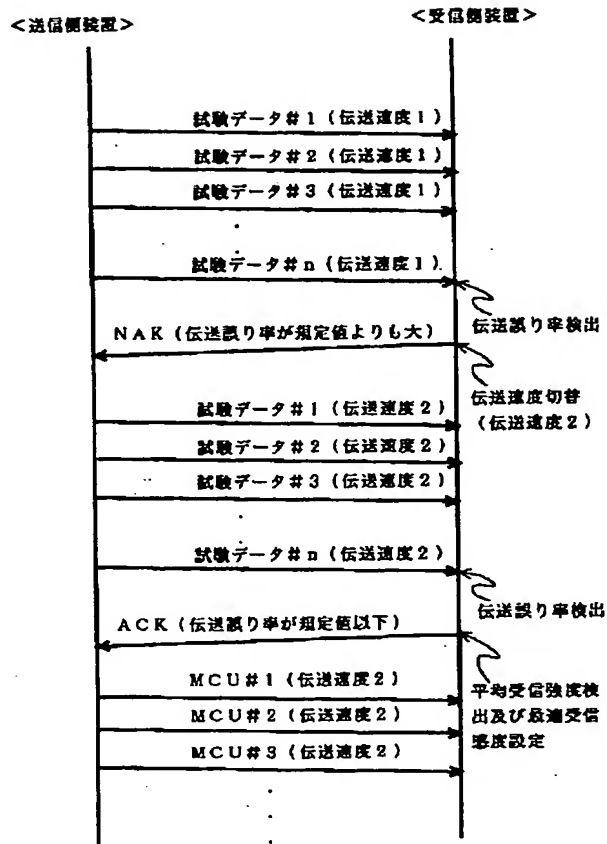 <送信側装置>
<受信側装置>
試験データ#1(伝送速度1)
試験データ#2(伝送速度1)
試験データ#3(伝送速度1)
試験データ#n(伝送速度1)
伝送誤り率検出
NAK(伝送誤り率が規定値よりも大)
伝送速度切替
(伝送速度2)
試験データ#1(伝送速度2)
試験データ#2(伝送速度2)
試験データ#3(伝送速度2)
試験データ#n(伝送速度2)
伝送誤り率検出
ACK(伝送誤り率が規定値以下)
MCU#1(伝送速度2)
平均受信強度検
出及び最適受信
感度設定
MCU#2(伝送速度2)
MCU#3(伝送速度2)